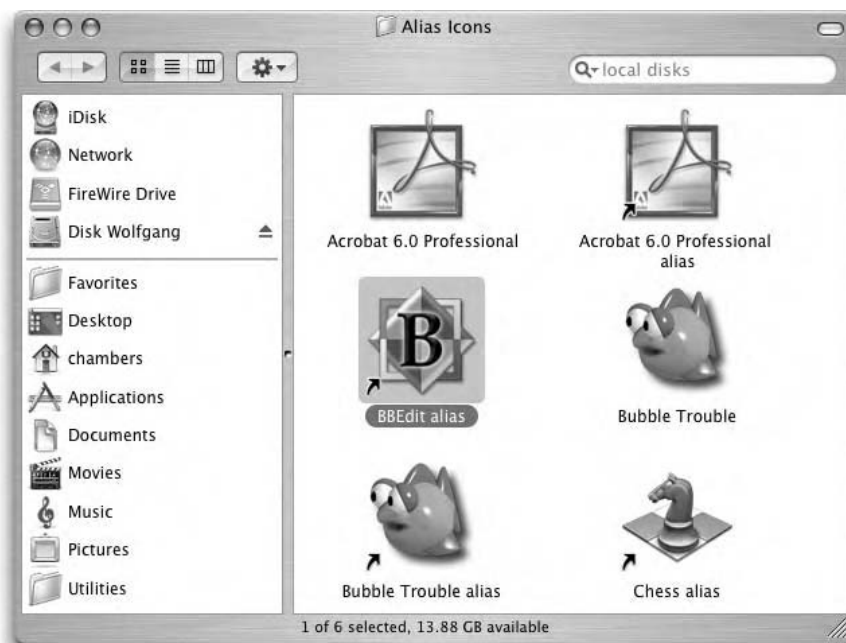 Alias Icons
local disks
iDisk
Network
FireWire Drive
Disk Wolfgang
Favorites
Desktop
chambers
Applications
Documents
Movies
Music
Pictures
Utilities
Acrobat 6.0 Professional
Acrobat 6.0 Professional
alias
B
BBEdit alias
Bubble Trouble
Bubble Trouble alias
Chess alias
1 of 6 selected, 13.88 GB available